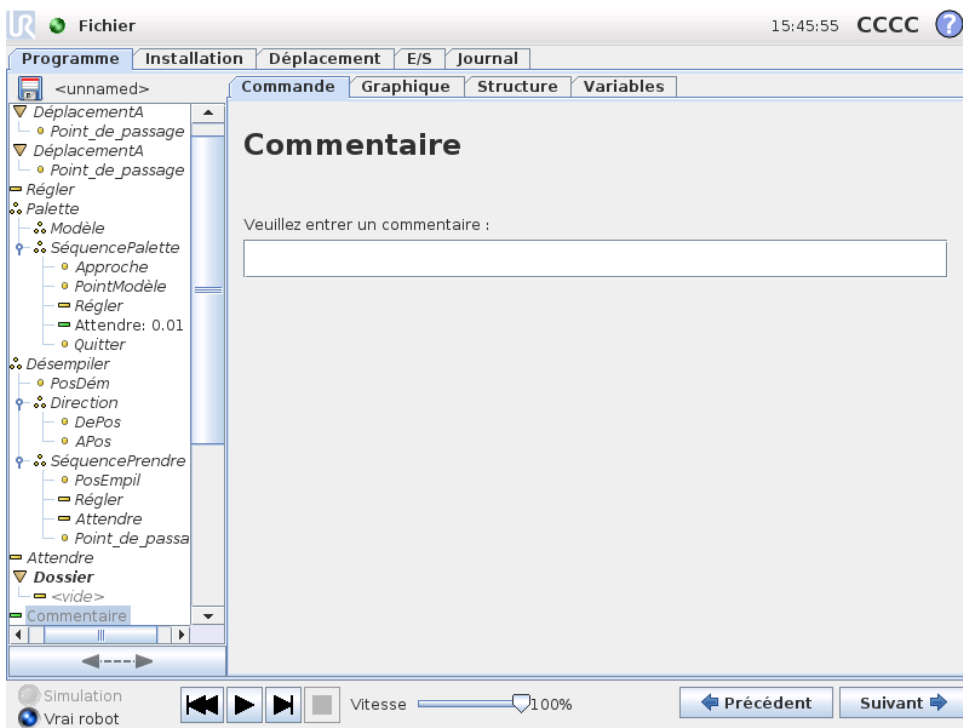 UR Fichier 15:45:55 CCCC ?
Programme Installation Déplacement E/S Journal
<unnamed>
Commande Graphique Structure Variables
DéplacementA
Point_de_passage
DéplacementA
Point_de_passage
Régler
Palette
Modèle
SéquencePalette
Approche
PointModèle
Régler
Attendre: 0.01
Quitter
Désempiler
PosDém
Direction
DePos
APos
SéquencePrendre
PosEmpil
Régler
Attendre
Point_de_passa
Attendre
Dossier
<vide>
Commentaire
Commentaire
Veuillez entrer un commentaire :
Simulation
Vrai robot
Vitesse 100%
Précédent
Suivant